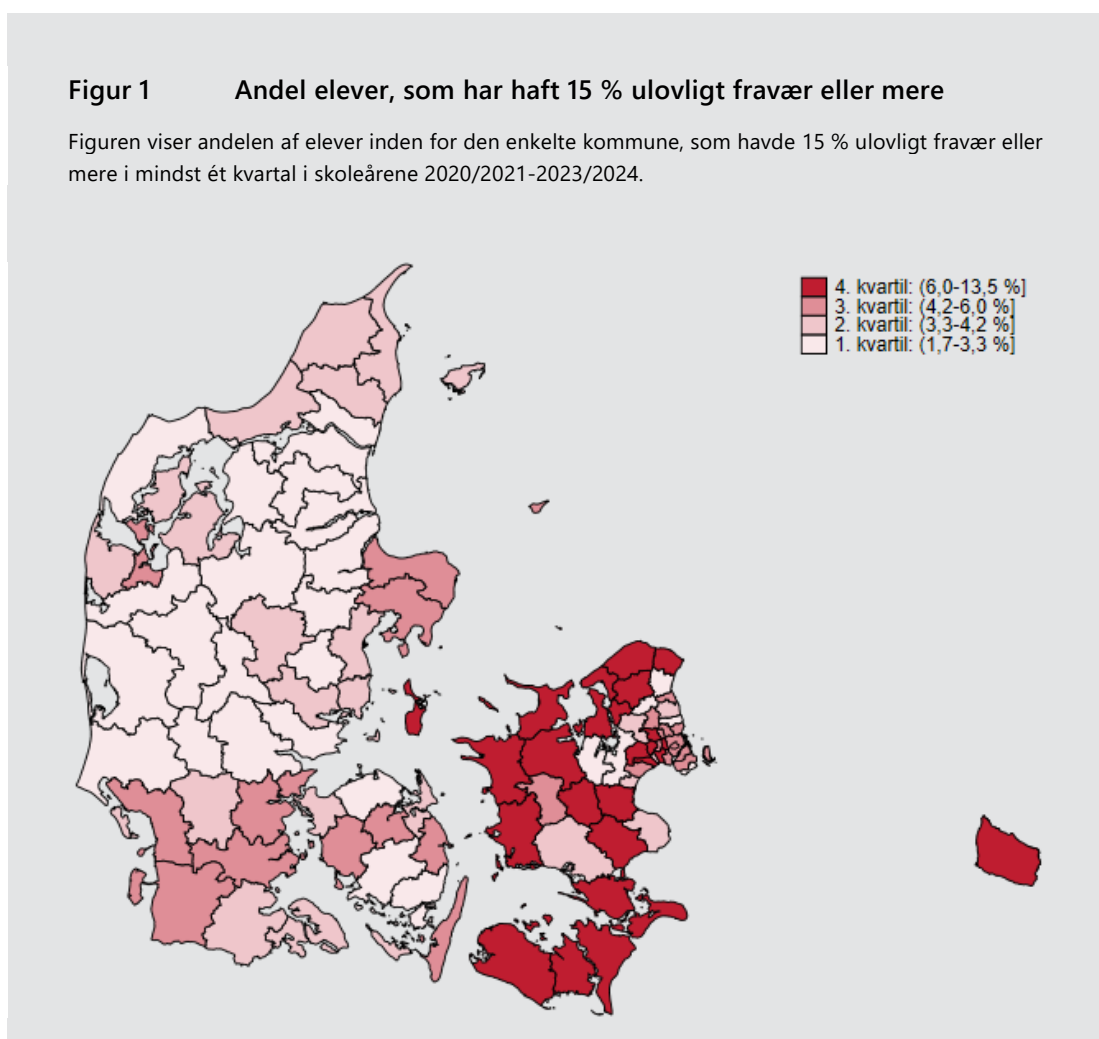 Figur 1 Andel elever, som har haft 15 % ulovligt fravær eller mere
Figuren viser andelen af elever inden for den enkelte kommune, som havde 15 % ulovligt fravær eller
mere i mindst ét kvartal i skoleårene 2020/2021-2023/2024.
4. kvartil: (6,0-13,5 %]
3. kvartil: (4,2-6,0 %]
2. kvartil: (3,3-4,2 %]
1. kvartil: (1,7-3,3 %]